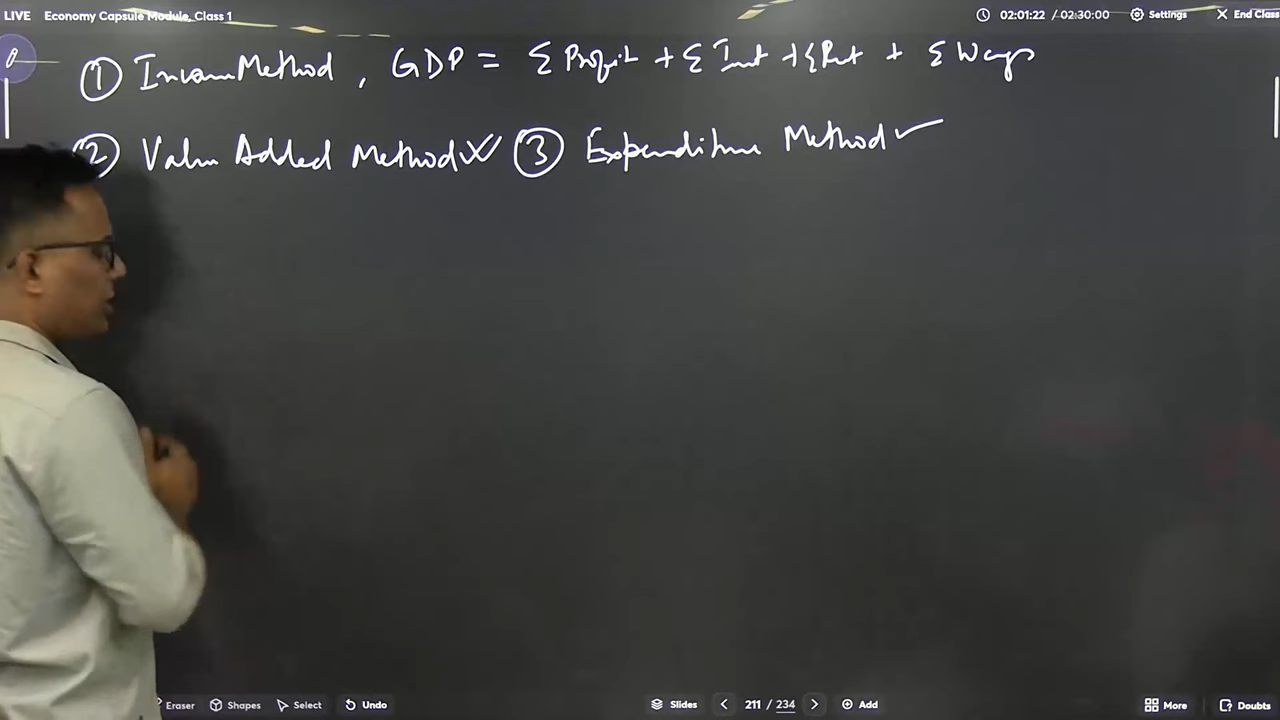 LIVE Economy Capsule Module, Class 1 02:01:22 / 02:30:00 Settings End Class
① Income Method, GDP = Σ Profit + Σ Int + Σ Rent + Σ Wages
② Value Added Method ③ Expenditure Method ✓
Eraser Shapes Select Undo Slides 211 / 234 Add More Doubts